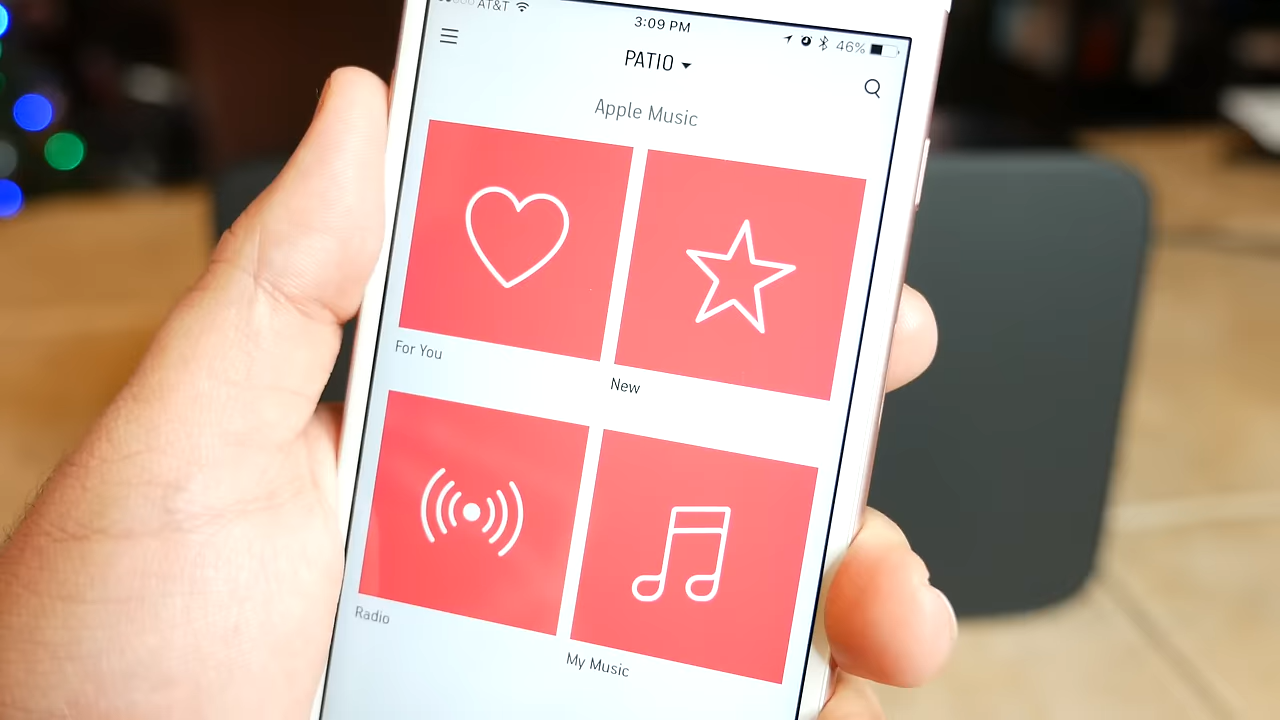 AT&T 3:09 PM 46%
PATIO
Apple Music
For You
New
Radio
My Music